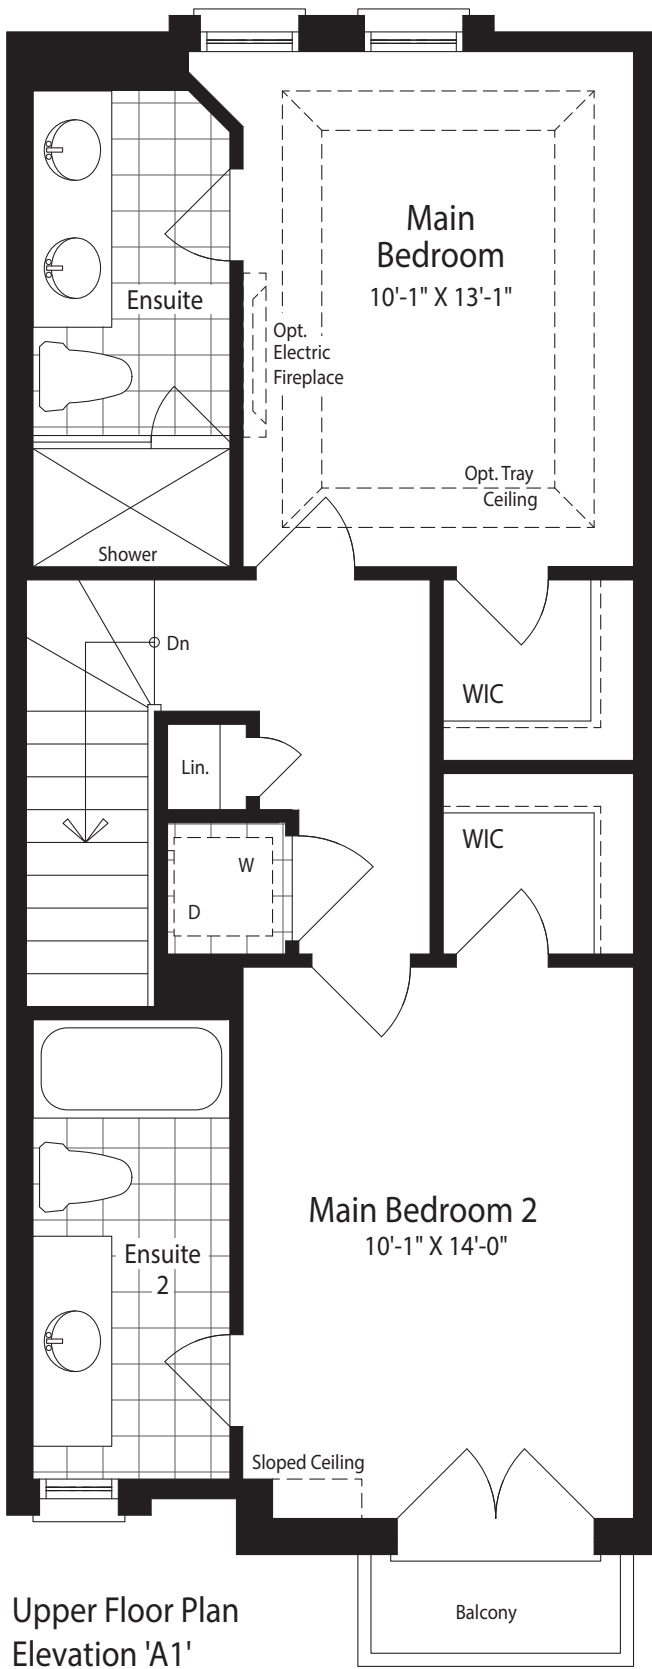 Main
Bedroom
10'-1" X 13'-1"
Ensuite
Opt.
Electric
Fireplace
Opt. Tray
Ceiling
Shower
Dn
WIC
Lin.
WIC
W
D
Main Bedroom 2
10'-1" X 14'-0"
Ensuite
2
Sloped Ceiling
Balcony
Upper Floor Plan
Elevation 'A1'